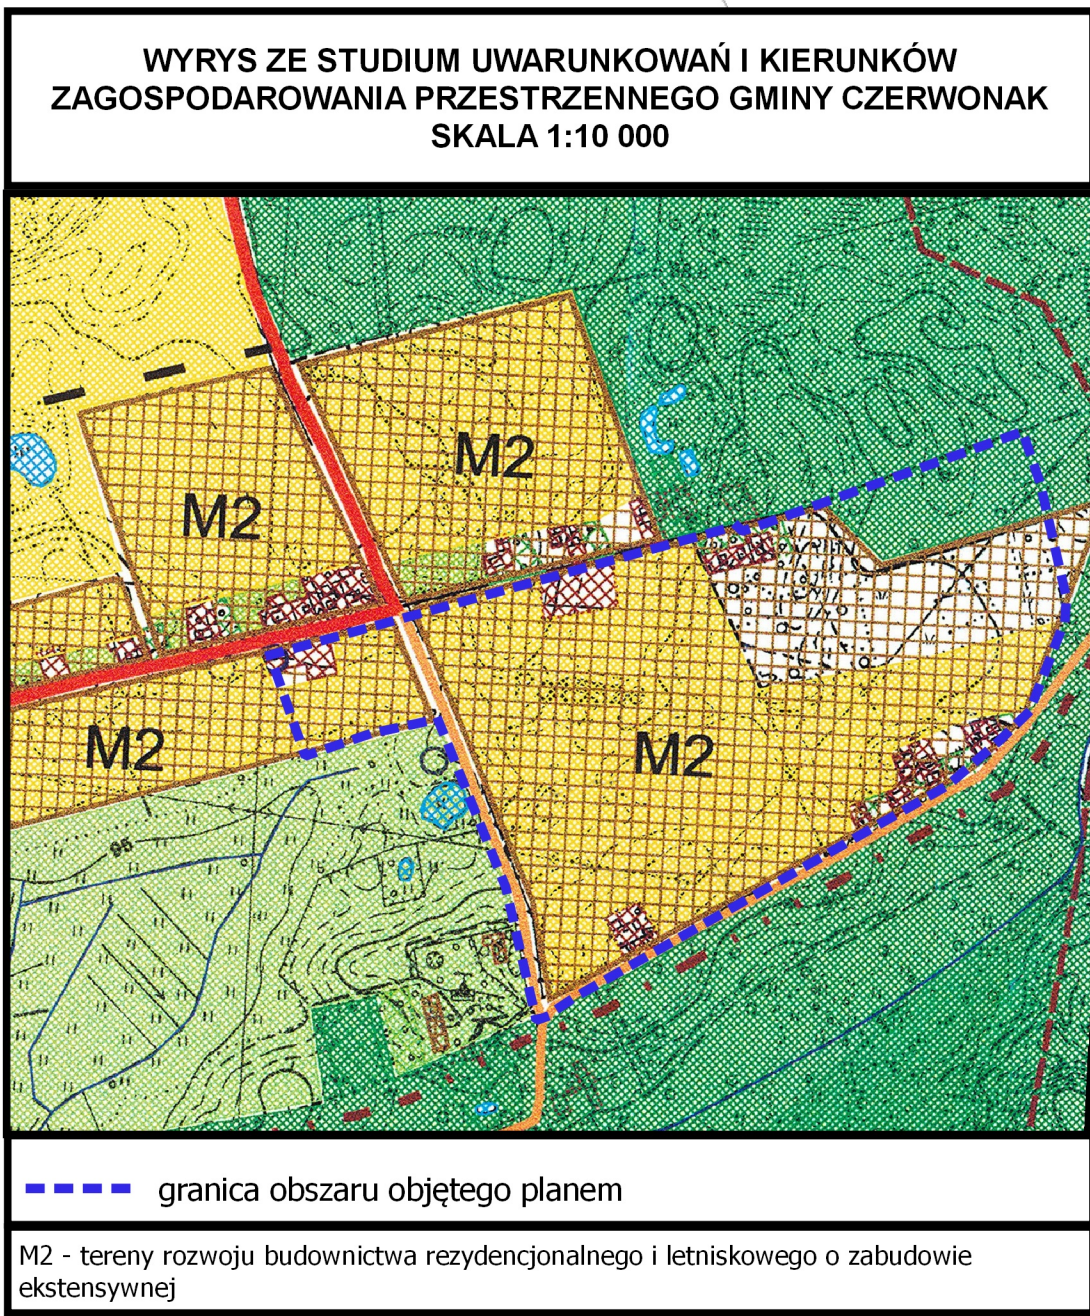 WYRYS ZE STUDIUM UWARUNKOWAŃ I KIERUNKÓW
ZAGOSPODAROWANIA PRZESTRZENNEGO GMINY CZERWONAK
SKALA 1:10 000
M2
M2
M2
M2
95
granica obszaru objętego planem
M2 - tereny rozwoju budownictwa rezydencjonalnego i letniskowego o zabudowie
ekstensywnej